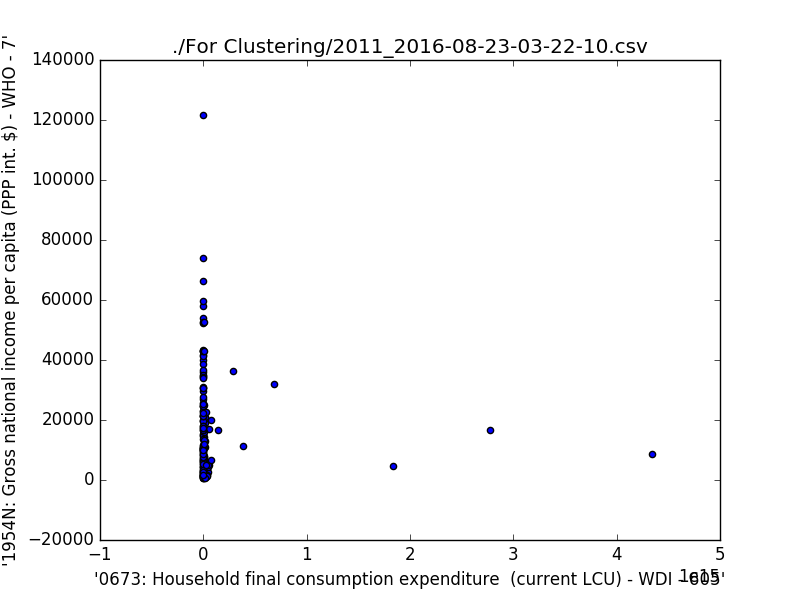 ./For Clustering/2011_2016-08-23-03-22-10.csv
'1954N: Gross national income per capita (PPP int. $) - WHO - 7'
140000
120000
100000
80000
60000
40000
20000
0
−20000
−1 0 1 2 3 4 5
1e15
'0673: Household final consumption expenditure (current LCU) - WDI - 605'